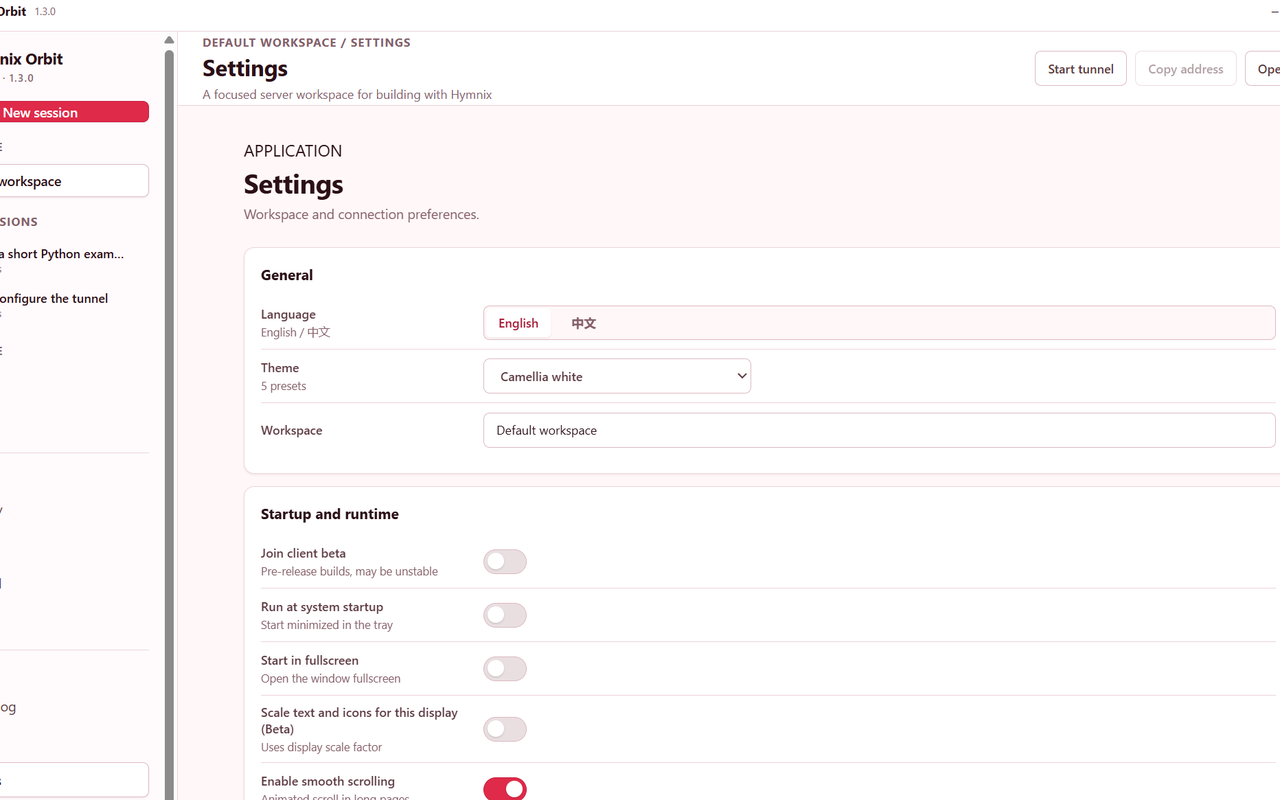 Orbit 1.3.0
nix Orbit
· 1.3.0
New session
E
workspace
SIONS
a short Python exam...
s
onfigure the tunnel
s
E
y
l
og
s
DEFAULT WORKSPACE / SETTINGS
Settings
A focused server workspace for building with Hymnix
Start tunnel
Copy address
Ope
APPLICATION
Settings
Workspace and connection preferences.
General
Language
English / 中文
English 中文
Theme
5 presets
Camellia white
Workspace
Default workspace
Startup and runtime
Join client beta
Pre-release builds, may be unstable
Run at system startup
Start minimized in the tray
Start in fullscreen
Open the window fullscreen
Scale text and icons for this display
(Beta)
Uses display scale factor
Enable smooth scrolling
Animated scroll in long pages